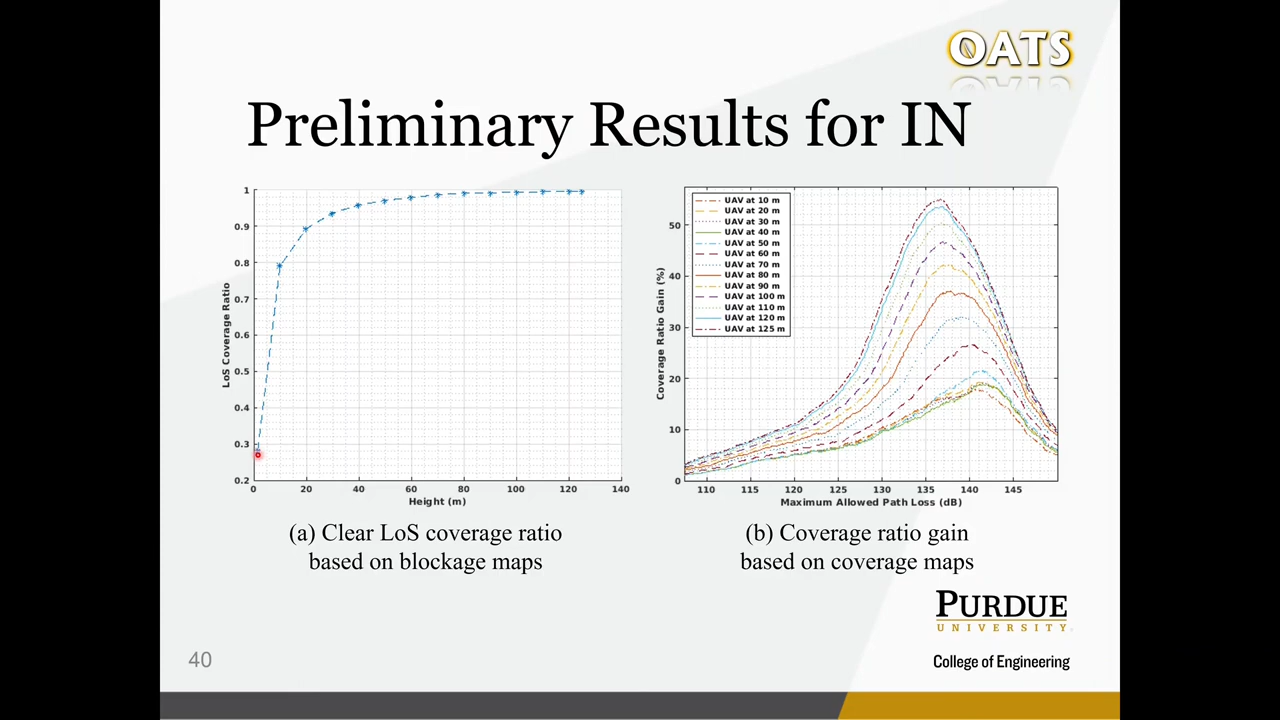 OATS
Preliminary Results for IN
1
0.9
0.8
0.7
0.6
0.5
0.4
0.3
0.2
LoS Coverage Ratio
0 20 40 60 80 100 120 140
Height (m)
50
40
30
20
10
0
Coverage Ratio Gain (%)
UAV at 10 m
UAV at 20 m
UAV at 30 m
UAV at 40 m
UAV at 50 m
UAV at 60 m
UAV at 70 m
UAV at 80 m
UAV at 90 m
UAV at 100 m
UAV at 110 m
UAV at 120 m
UAV at 125 m
110 115 120 125 130 135 140 145
Maximum Allowed Path Loss (dB)
(a) Clear LoS coverage ratio
based on blockage maps
(b) Coverage ratio gain
based on coverage maps
PURDUE
UNIVERSITY
College of Engineering
40